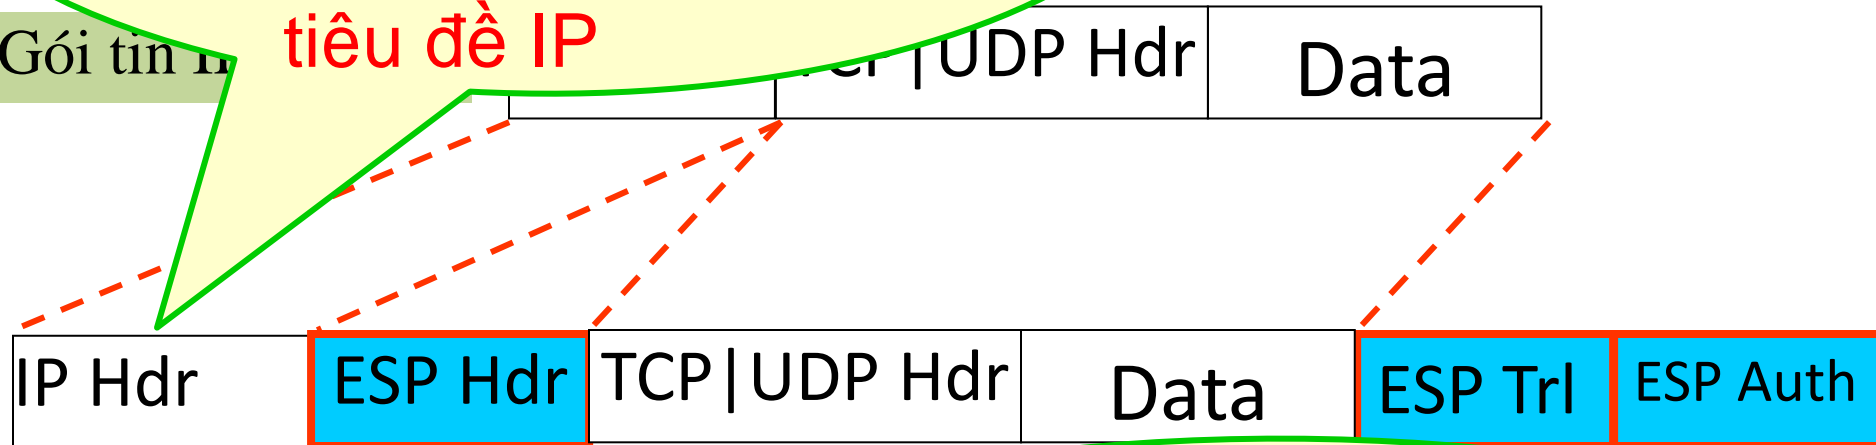 tiêu đề IP
Gói tin
UDP Hdr
Data
IP Hdr
ESP Hdr
TCP|UDP Hdr
Data
ESP Trl
ESP Auth